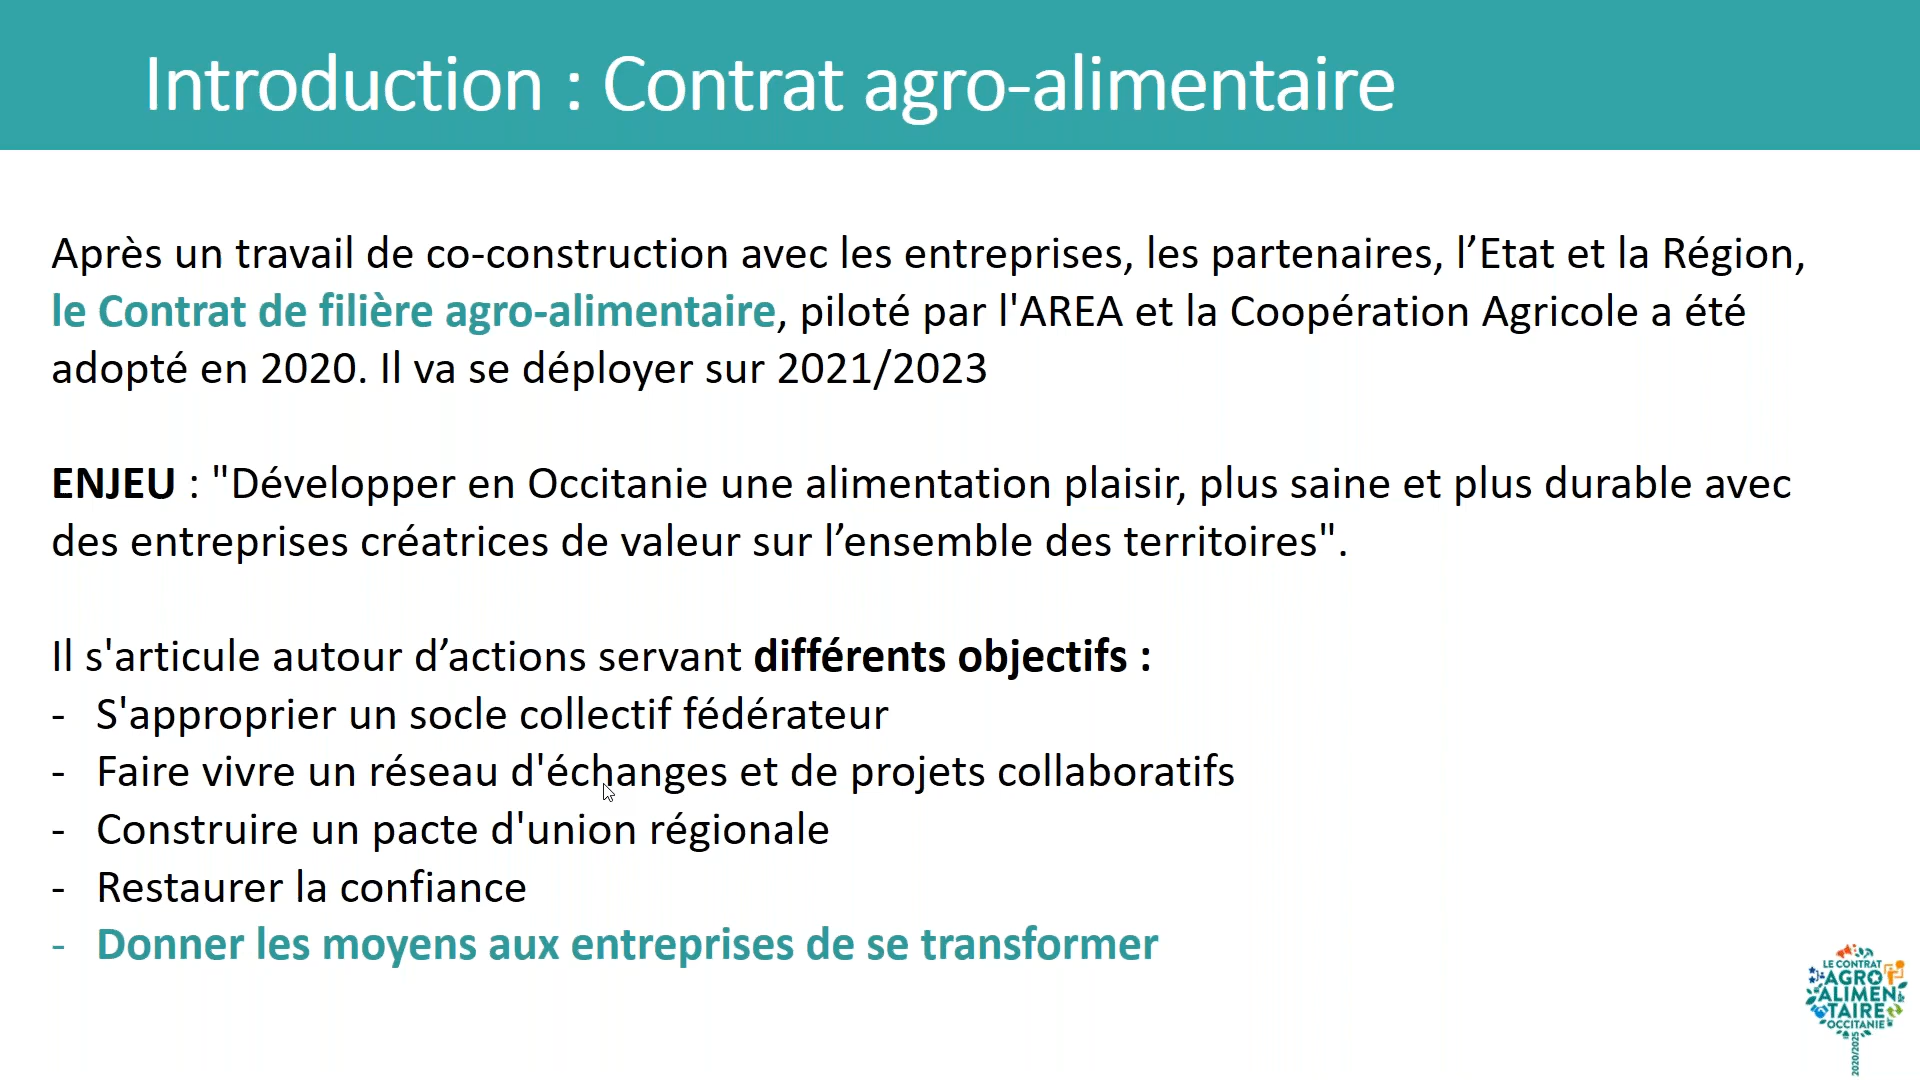 Introduction : Contrat agro-alimentaire
Après un travail de co-construction avec les entreprises, les partenaires, l’Etat et la Région,
le Contrat de filière agro-alimentaire, piloté par l'AREA et la Coopération Agricole a été
adopté en 2020. Il va se déployer sur 2021/2023
ENJEU : "Développer en Occitanie une alimentation plaisir, plus saine et plus durable avec
des entreprises créatrices de valeur sur l’ensemble des territoires".
Il s'articule autour d’actions servant différents objectifs :
- S'approprier un socle collectif fédérateur
- Faire vivre un réseau d'échanges et de projets collaboratifs
- Construire un pacte d'union régionale
- Restaurer la confiance
- Donner les moyens aux entreprises de se transformer
LE CONTRAT
AGRO
ALIMEN
TAIRE
OCCITANIE
2020/2025